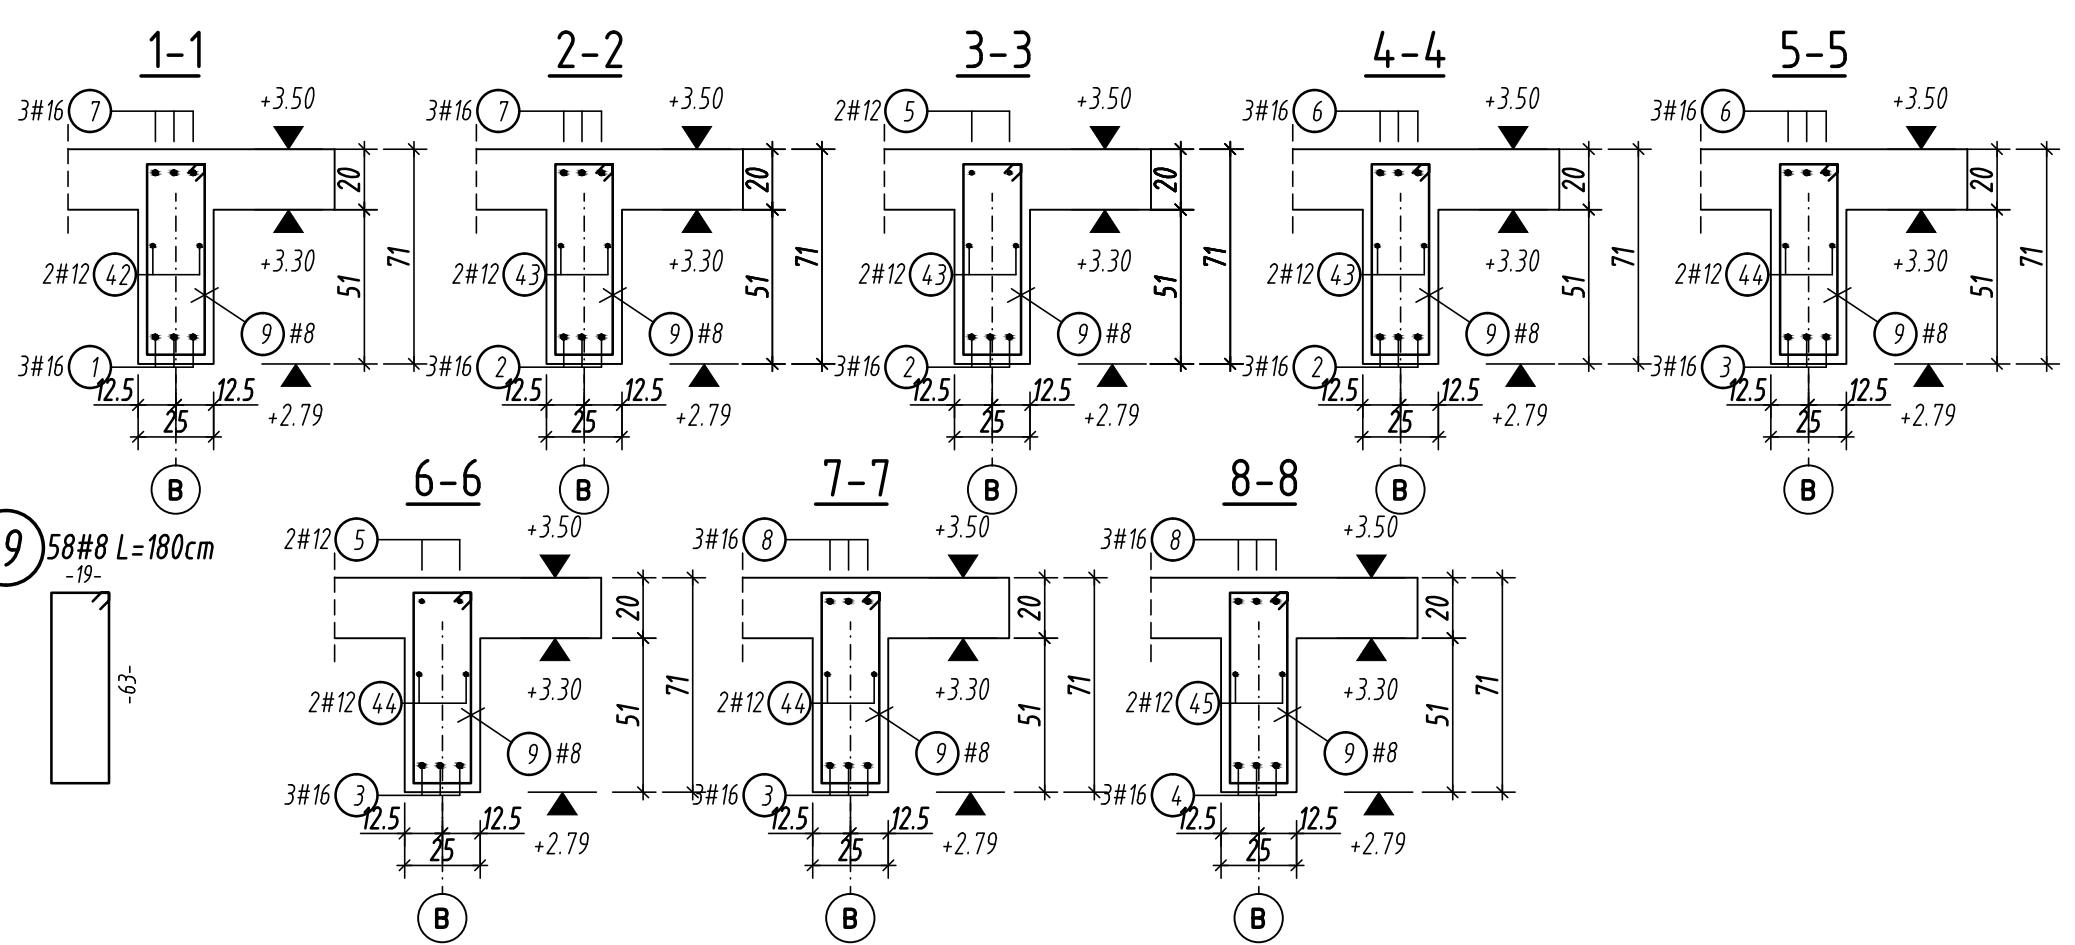 1-1 2-2 3-3 4-4 5-5
3#16 7 +3.50 3#16 7 +3.50 2#12 5 +3.50 3#16 6 +3.50 3#16 6 +3.50
20 20 20 20 20
2#12 42 +3.30 51 71 2#12 43 +3.30 51 71 2#12 43 +3.30 51 71 2#12 43 +3.30 51 71 2#12 44 +3.30 51 71
9 #8 9 #8 9 #8 9 #8 9 #8
3#16 1 3#16 2 3#16 2 3#16 2 3#16 3
12.5 12.5 +2.79 12.5 12.5 +2.79 12.5 12.5 +2.79 12.5 12.5 +2.79 12.5 12.5 +2.79
25 25 25 25 25
B B B B B
6-6 7-7 8-8
9 58#8 L=180cm
-19-
-63-
2#12 5 +3.50 3#16 8 +3.50 3#16 8 +3.50
20 20 20
2#12 44 +3.30 51 71 2#12 44 +3.30 51 71 2#12 45 +3.30 51 71
9 #8 9 #8 9 #8
3#16 3 3#16 3 3#16 4
12.5 12.5 +2.79 12.5 12.5 +2.79 12.5 12.5 +2.79
25 25 25
B B B